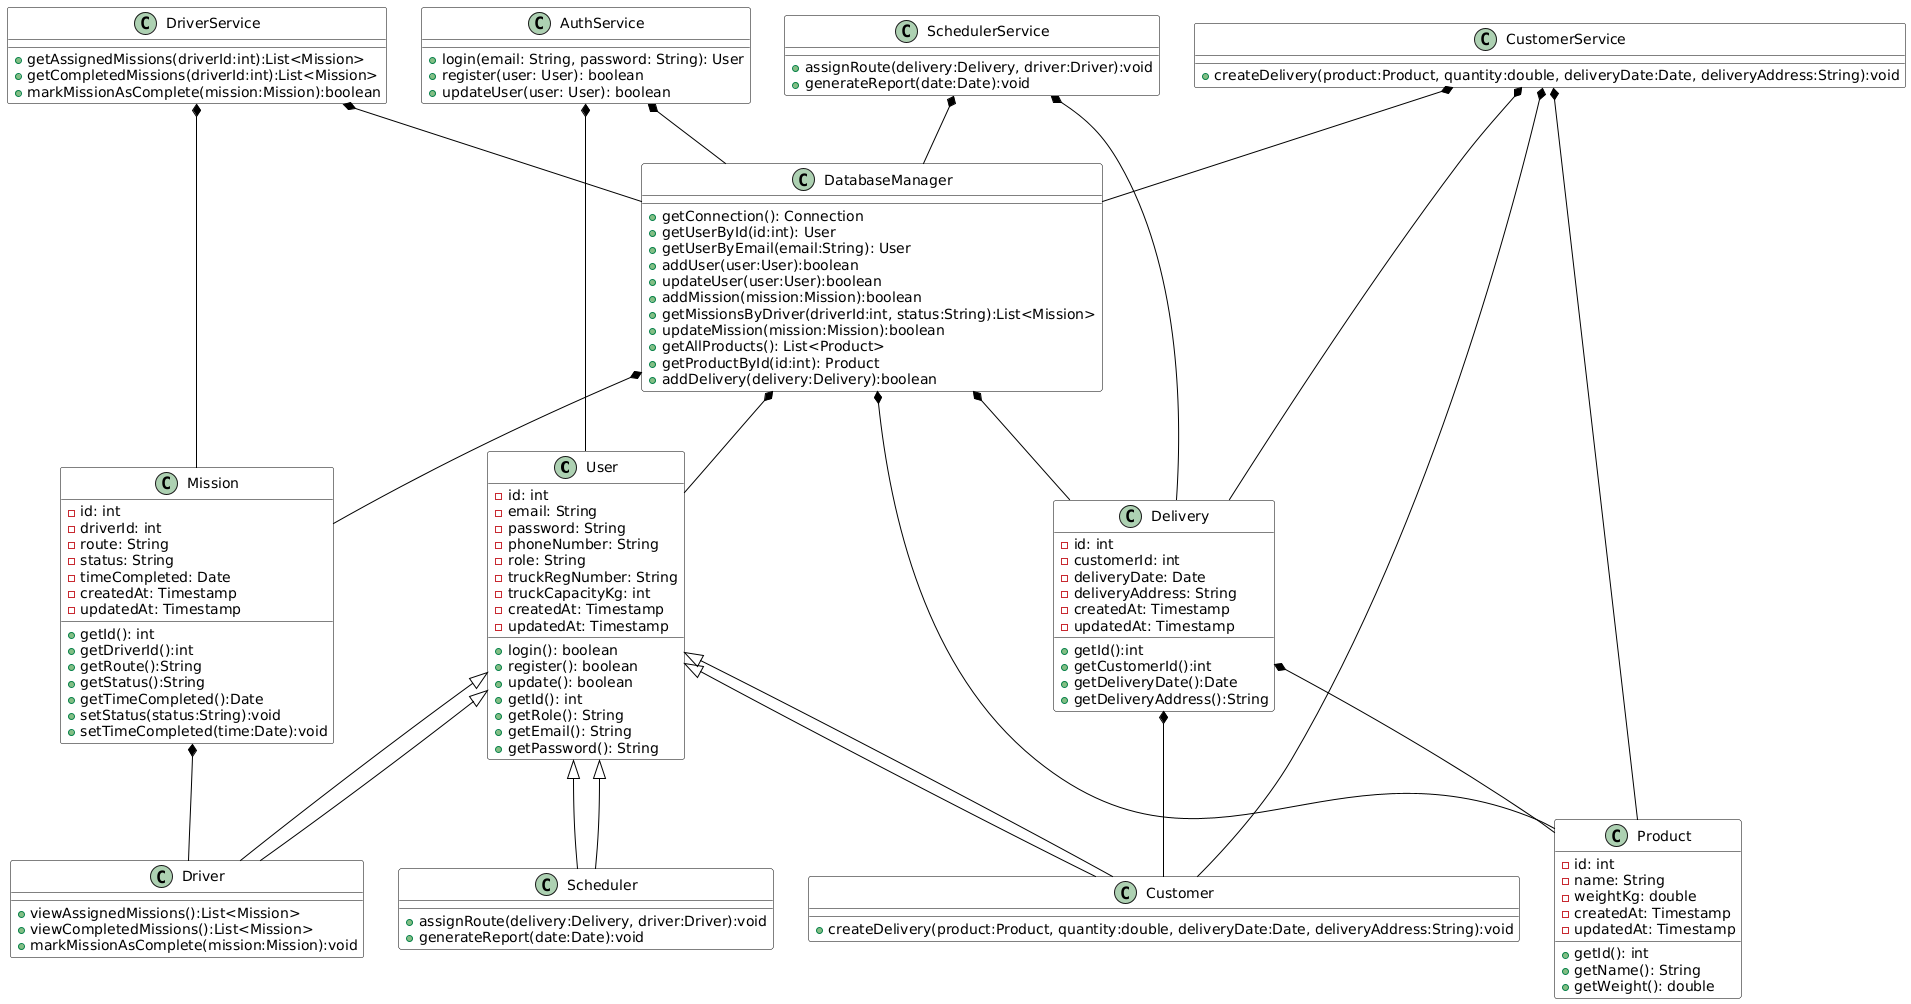 C DriverService
getAssignedMissions(driverId:int):List<Mission>
getCompletedMissions(driverId:int):List<Mission>
markMissionAsComplete(mission:Mission):boolean
C AuthService
login(email: String, password: String): User
register(user: User): boolean
updateUser(user: User): boolean
C SchedulerService
assignRoute(delivery:Delivery, driver:Driver):void
generateReport(date:Date):void
C CustomerService
createDelivery(product:Product, quantity:double, deliveryDate:Date, deliveryAddress:String):void
C DatabaseManager
getConnection(): Connection
getUserById(id:int): User
getUserByEmail(email:String): User
addUser(user:User):boolean
updateUser(user:User):boolean
addMission(mission:Mission):boolean
getMissionsByDriver(driverId:int, status:String):List<Mission>
updateMission(mission:Mission):boolean
getAllProducts(): List<Product>
getProductById(id:int): Product
addDelivery(delivery:Delivery):boolean
C Mission
id: int
driverId: int
route: String
status: String
timeCompleted: Date
createdAt: Timestamp
updatedAt: Timestamp
getId(): int
getDriverId():int
getRoute():String
getStatus():String
getTimeCompleted():Date
setStatus(status:String):void
setTimeCompleted(time:Date):void
C User
id: int
email: String
password: String
phoneNumber: String
role: String
truckRegNumber: String
truckCapacityKg: int
createdAt: Timestamp
updatedAt: Timestamp
login(): boolean
register(): boolean
update(): boolean
getId(): int
getRole(): String
getEmail(): String
getPassword(): String
C Delivery
id: int
customerId: int
deliveryDate: Date
deliveryAddress: String
createdAt: Timestamp
updatedAt: Timestamp
getId():int
getCustomerId():int
getDeliveryDate():Date
getDeliveryAddress():String
C Driver
viewAssignedMissions():List<Mission>
viewCompletedMissions():List<Mission>
markMissionAsComplete(mission:Mission):void
C Scheduler
assignRoute(delivery:Delivery, driver:Driver):void
generateReport(date:Date):void
C Customer
createDelivery(product:Product, quantity:double, deliveryDate:Date, deliveryAddress:String):void
C Product
id: int
name: String
weightKg: double
createdAt: Timestamp
updatedAt: Timestamp
getId(): int
getName(): String
getWeight(): double